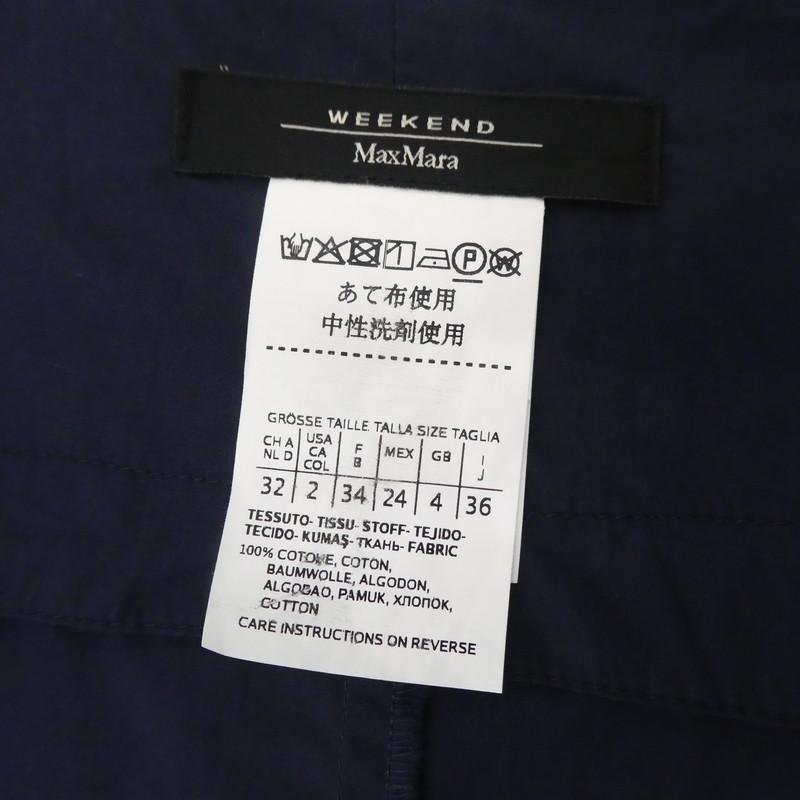 WEEKEND
MaxMara
P W
あて布使用
中性洗剤使用
GRÖSSE TAILLE TALLA SIZE TAGLIA
CH A NL D USA CA COL F B MEX GB I J
32 2 34 24 4 36
TESSUTO- TISSU- STOFF- TEJIDO-
TECIDO- KUMAŞ- ТКАНЬ- FABRIC
100% COTONE, COTON,
BAUMWOLLE, ALGODON,
ALGODAO, PAMUK, ХЛОПОК,
COTTON
CARE INSTRUCTIONS ON REVERSE